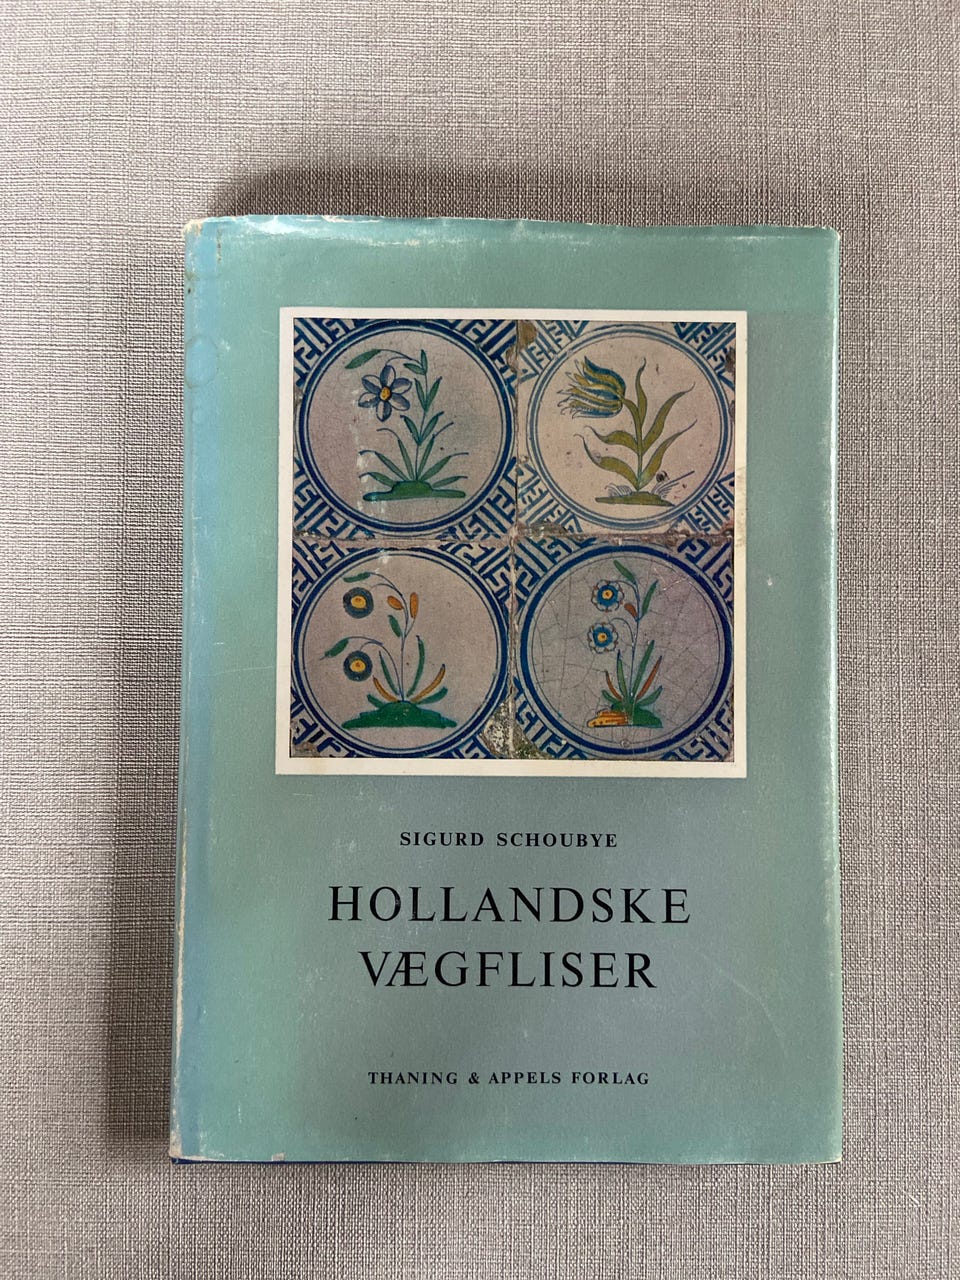 SIGURD SCHOUBYE
HOLLANDSKE
VÆGFLISER
THANING & APPELS FORLAG